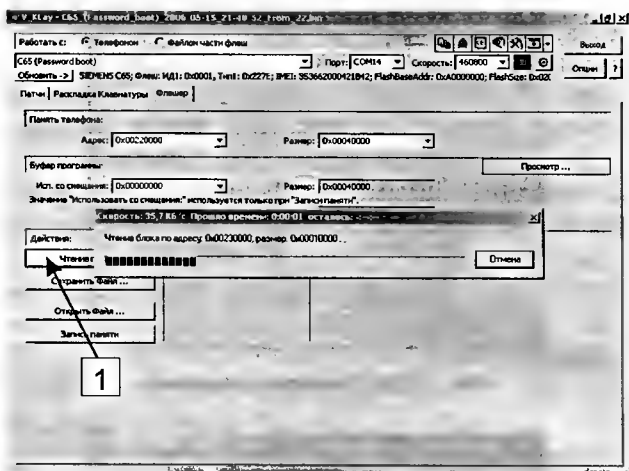 V_KLay - C65 (Password boot) 2006-05-15_21-40-52_From_22.bin
Работать с: Телефоном Файлом части флеш
Выход
C65 (Password boot) Порт: COM14 Скорость: 460800
Опции ?
Обновить -> SIEMENS C65; Флеш: ИД1: 0x0001, Тип1: 0x227E; IMEI: 353662000421842; FlashBaseAddr: 0xA0000000; FlashSize: 0x02(
Патчи Раскладка Клавиатуры Флешер
Память телефона:
Адрес: 0x00220000 Размер: 0x00040000
Буфер программы
Просмотр ...
Исп. со смещения: 0x00000000 Размер: 0x00040000
Значение "Использовать со смещения:" используется только при "Записи памяти".
Скорость: 35,7 Кб/с Прошло времени: 0:00:01 осталось:
Действия:
Чтение блока по адресу 0x00230000, размер: 0x00010000 . .
Чтение
Отмена
Сохранить Файл ...
Открыть Файл ...
Запись памяти
1